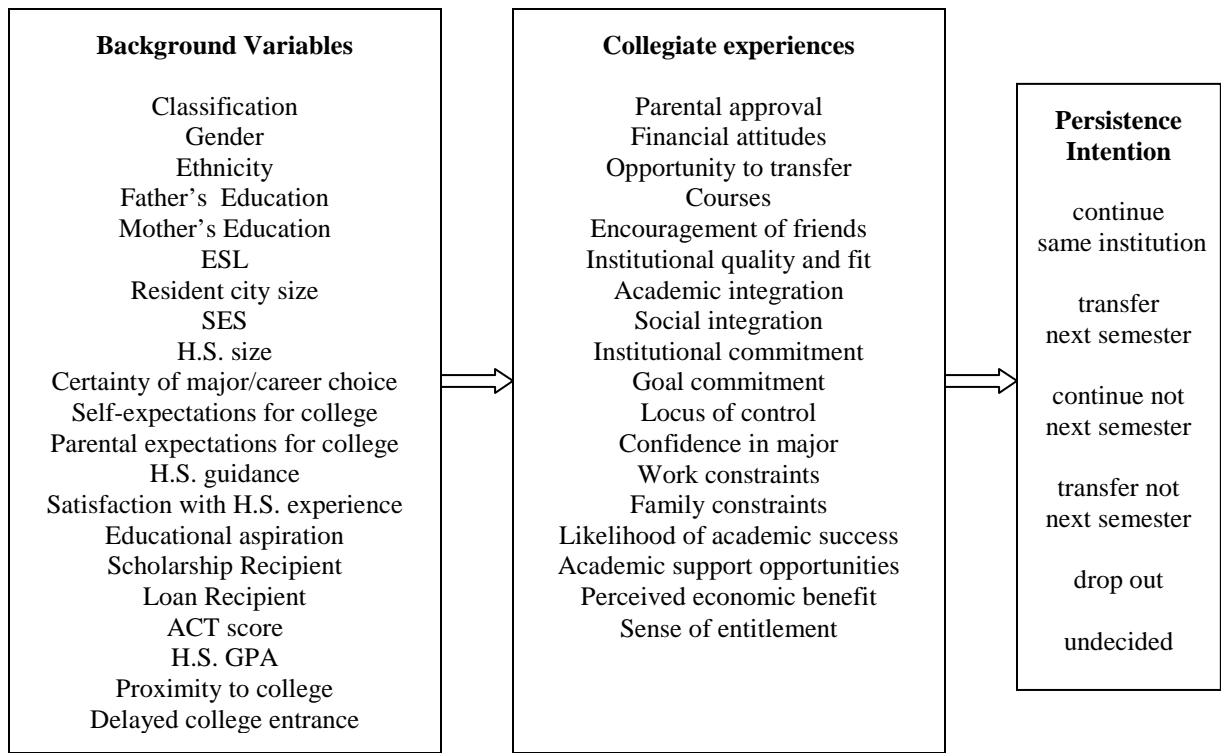 Background Variables
Classification
Gender
Ethnicity
Father's Education
Mother's Education
ESL
Resident city size
SES
H.S. size
Certainty of major/career choice
Self-expectations for college
Parental expectations for college
H.S. guidance
Satisfaction with H.S. experience
Educational aspiration
Scholarship Recipient
Loan Recipient
ACT score
H.S. GPA
Proximity to college
Delayed college entrance
Collegiate experiences
Parental approval
Financial attitudes
Opportunity to transfer
Courses
Encouragement of friends
Institutional quality and fit
Academic integration
Social integration
Institutional commitment
Goal commitment
Locus of control
Confidence in major
Work constraints
Family constraints
Likelihood of academic success
Academic support opportunities
Perceived economic benefit
Sense of entitlement
Persistence
Intention
continue
same institution
transfer
next semester
continue not
next semester
transfer not
next semester
drop out
undecided